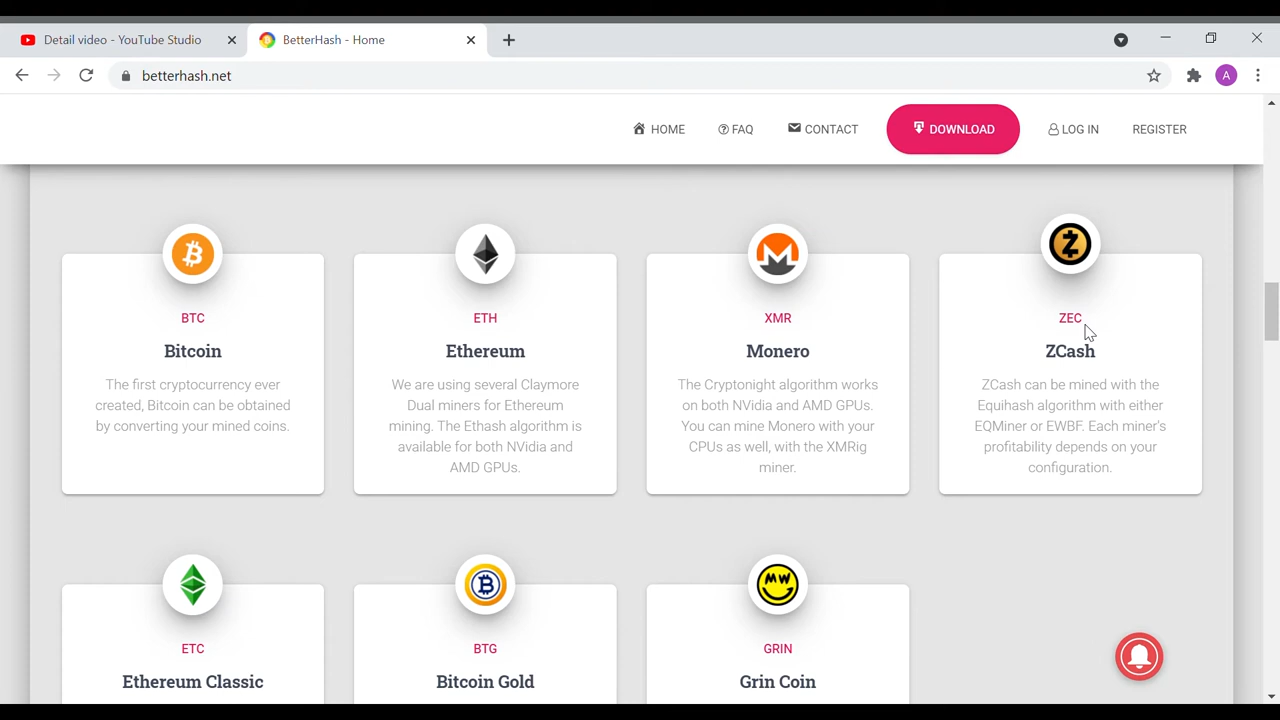 Detail video - YouTube Studio
BetterHash - Home
betterhash.net
A
HOME
FAQ
CONTACT
DOWNLOAD
LOG IN
REGISTER
BTC
Bitcoin
The first cryptocurrency ever
created, Bitcoin can be obtained
by converting your mined coins.
ETH
Ethereum
We are using several Claymore
Dual miners for Ethereum
mining. The Ethash algorithm is
available for both NVidia and
AMD GPUs.
XMR
Monero
The Cryptonight algorithm works
on both NVidia and AMD GPUs.
You can mine Monero with your
CPUs as well, with the XMRig
miner.
ZEC
ZCash
ZCash can be mined with the
Equihash algorithm with either
EQMiner or EWBF. Each miner's
profitability depends on your
configuration.
ETC
Ethereum Classic
BTG
Bitcoin Gold
MW
GRIN
Grin Coin